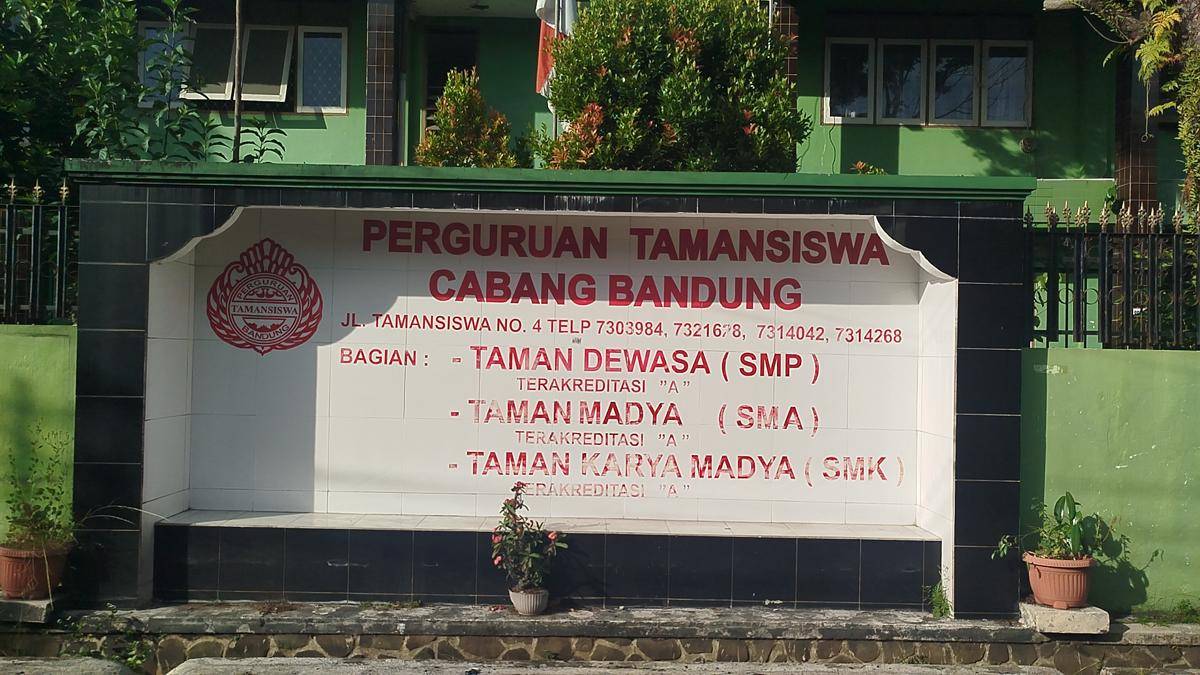 PERGURUAN TAMANSISWA
CABANG BANDUNG
PERGURUAN
TAMANSISWA
BANDUNG
JL. TAMANSISWA NO. 4 TELP 7303984, 7321628, 7314042, 7314268
BAGIAN : - TAMAN DEWASA ( SMP )
TERAKREDITASI "A"
- TAMAN MADYA ( SMA )
TERAKREDITASI "A"
- TAMAN KARYA MADYA ( SMK )
TERAKREDITASI "A"